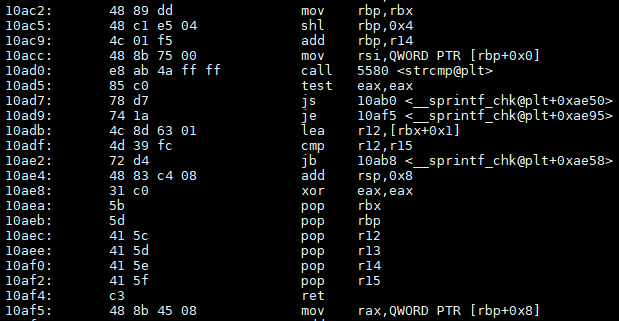 10ac2: 48 89 dd mov rbp,rbx
10ac5: 48 c1 e5 04 shl rbp,0x4
10ac9: 4c 01 f5 add rbp,r14
10acc: 48 8b 75 00 mov rsi,QWORD PTR [rbp+0x0]
10ad0: e8 ab 4a ff ff call 5580 <strcmp@plt>
10ad5: 85 c0 test eax,eax
10ad7: 78 d7 js 10ab0 <__sprintf_chk@plt+0xae50>
10ad9: 74 1a je 10af5 <__sprintf_chk@plt+0xae95>
10adb: 4c 8d 63 01 lea r12,[rbx+0x1]
10adf: 4d 39 fc cmp r12,r15
10ae2: 72 d4 jb 10ab8 <__sprintf_chk@plt+0xae58>
10ae4: 48 83 c4 08 add rsp,0x8
10ae8: 31 c0 xor eax,eax
10aea: 5b pop rbx
10aeb: 5d pop rbp
10aec: 41 5c pop r12
10aee: 41 5d pop r13
10af0: 41 5e pop r14
10af2: 41 5f pop r15
10af4: c3 ret
10af5: 48 8b 45 08 mov rax,QWORD PTR [rbp+0x8]